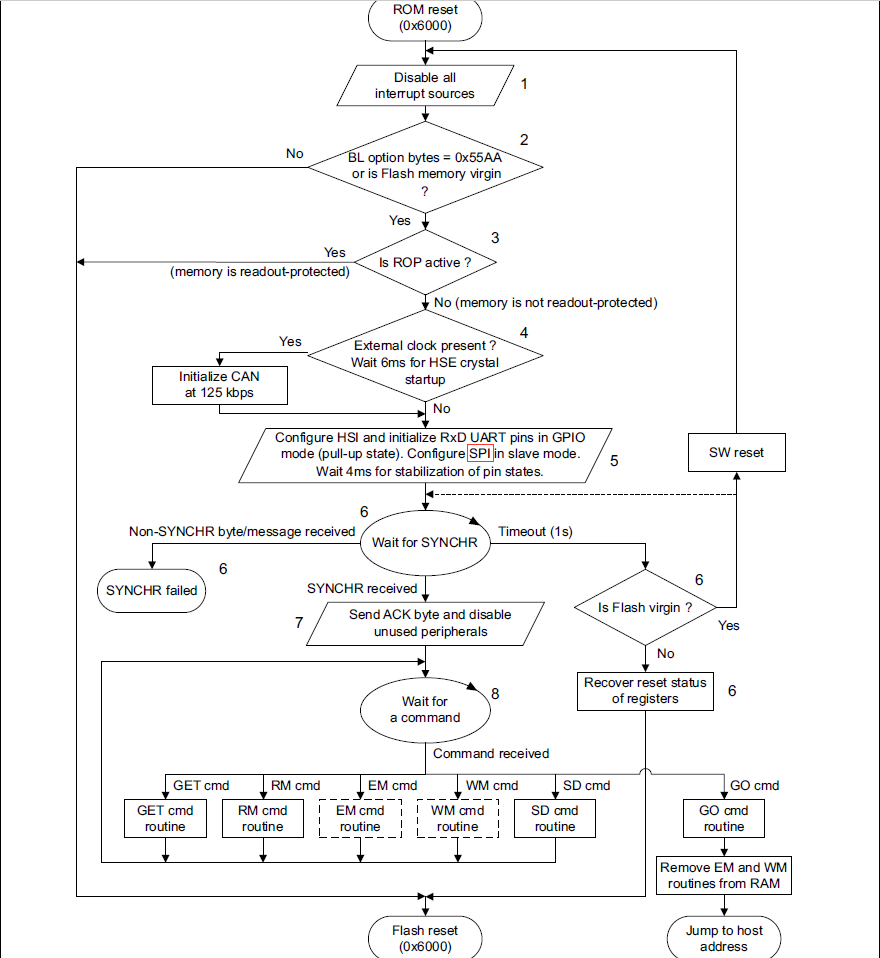 ROM reset
(0x6000)
Disable all
interrupt sources
1
2
No
BL option bytes = 0x55AA
or is Flash memory virgin
?
Yes
3
Yes
Is ROP active ?
(memory is readout-protected)
No (memory is not readout-protected)
4
Yes
External clock present ?
Wait 6ms for HSE crystal
startup
Initialize CAN
at 125 kbps
No
Configure HSI and initialize RxD UART pins in GPIO
mode (pull-up state). Configure SPI in slave mode.
Wait 4ms for stabilization of pin states.
5
SW reset
6
Non-SYNCHR byte/message received
Wait for SYNCHR
Timeout (1s)
6
SYNCHR failed
SYNCHR received
6
Is Flash virgin ?
Yes
7
Send ACK byte and disable
unused peripherals
No
Recover reset status
of registers
6
8
Wait for
a command
Command received
GET cmd
RM cmd
EM cmd
WM cmd
SD cmd
GO cmd
GET cmd
routine
RM cmd
routine
EM cmd
routine
WM cmd
routine
SD cmd
routine
GO cmd
routine
Remove EM and WM
routines from RAM
Flash reset
(0x6000)
Jump to host
address